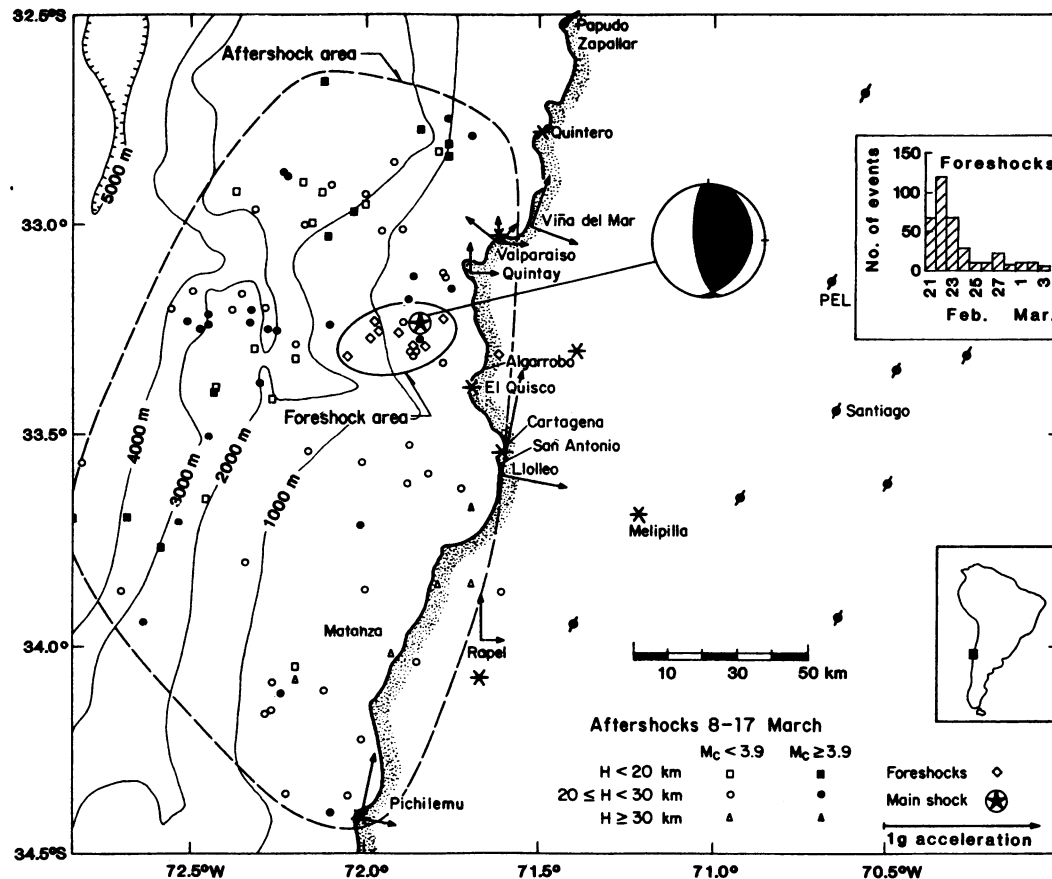 32.5°S
33.0°
33.5°
34.0°
34.5°S
72.5°W
72.0°W
71.5°W
71.0°W
70.5°W
Aftershock area
5000 m
4000 m
3000 m
2000 m
1000 m
Foreshock area
Papudo
Zapallar
Quintero
Viña del Mar
Valparaiso
Quintay
Algarrobo
El Quisco
Cartagena
San Antonio
Llolleo
Melipilla
Matanza
Rapel
Pichilemu
PEL
Santiago
Foreshocks
No. of events
150
100
50
0
21 23 25 27 1 3
Feb. Mar.
10 30 50 km
Aftershocks 8-17 March
Mc < 3.9 Mc ≥ 3.9
H < 20 km
20 ≤ H < 30 km
H ≥ 30 km
Foreshocks
Main shock
1g acceleration